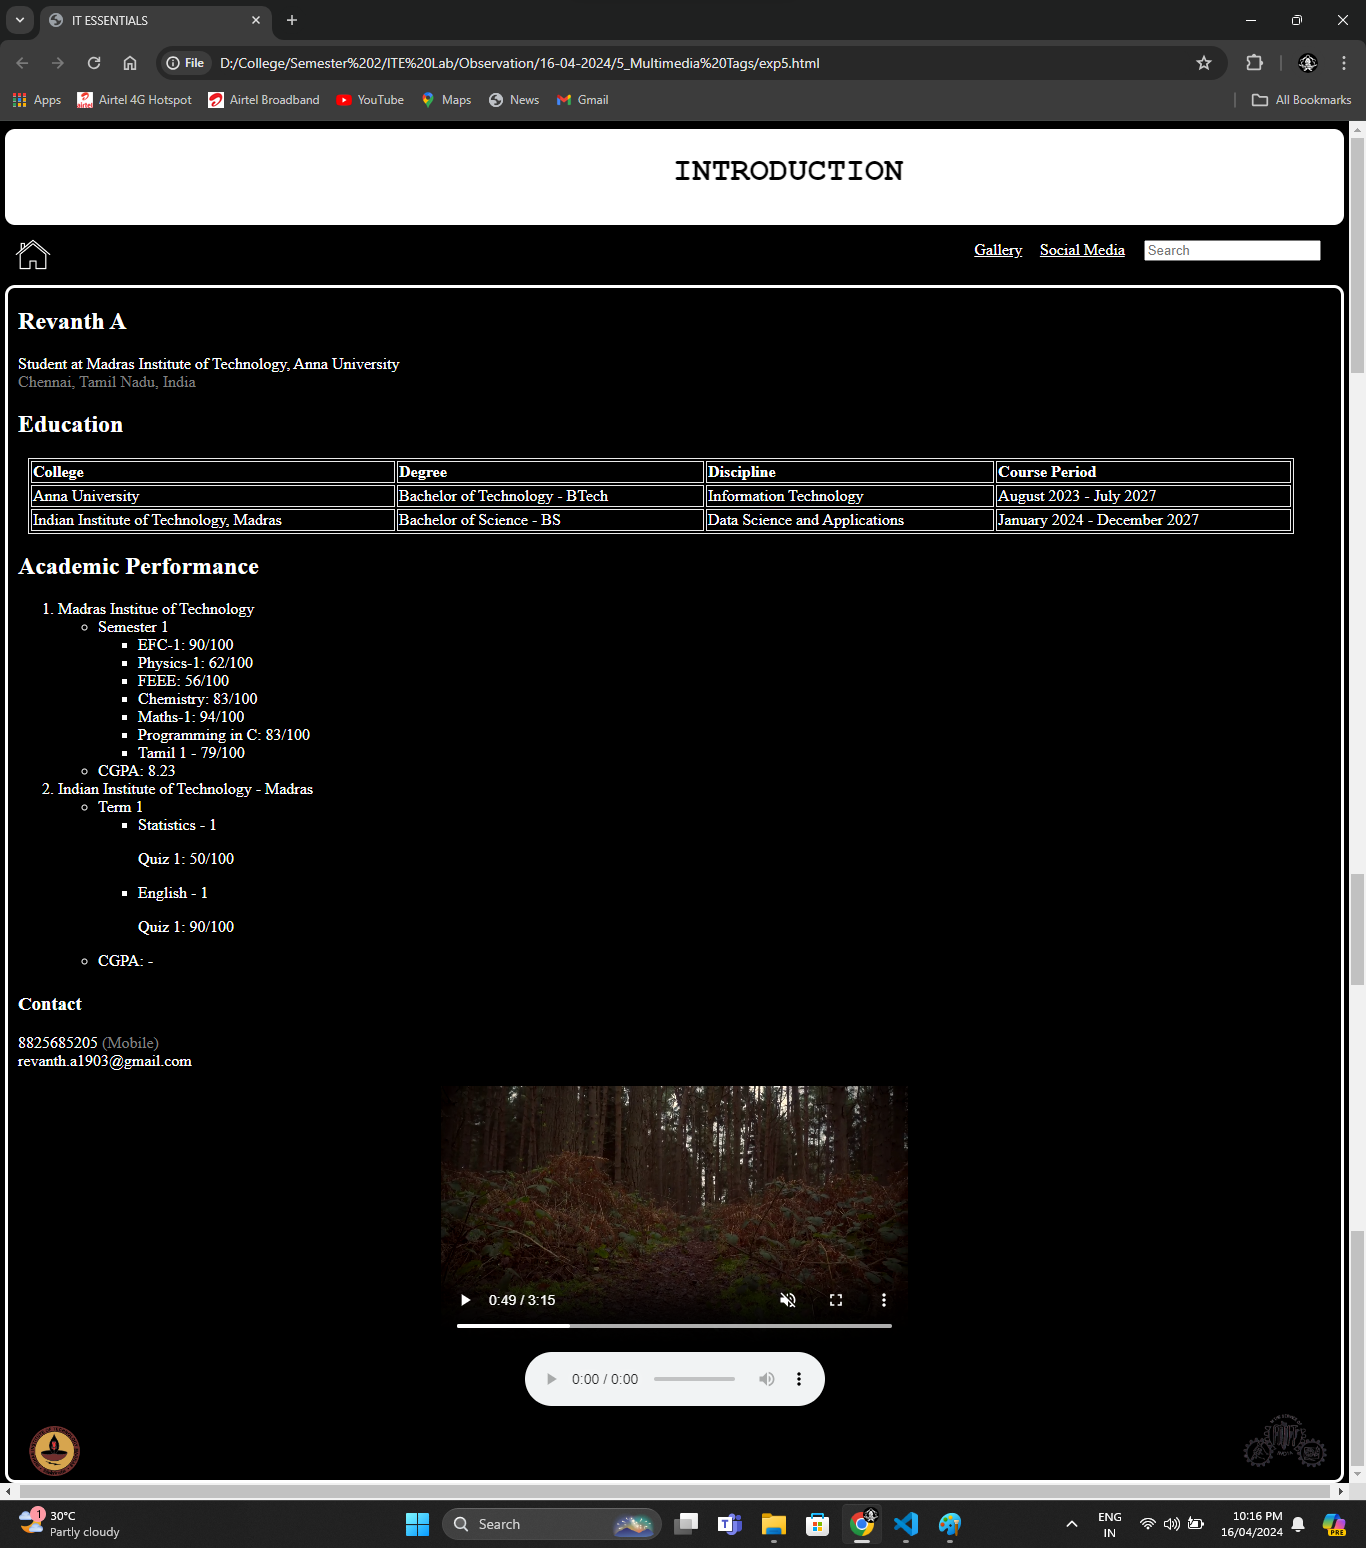 IT ESSENTIALS
File D:/College/Semester%202/ITE%20Lab/Observation/16-04-2024/5_Multimedia%20Tags/exp5.html
Apps Airtel 4G Hotspot Airtel Broadband YouTube Maps News Gmail All Bookmarks
INTRODUCTION
Gallery Social Media Search
Revanth A
Student at Madras Institute of Technology, Anna University
Chennai, Tamil Nadu, India
Education
College Degree Discipline Course Period
Anna University Bachelor of Technology - BTech Information Technology August 2023 - July 2027
Indian Institute of Technology, Madras Bachelor of Science - BS Data Science and Applications January 2024 - December 2027
Academic Performance
1. Madras Institue of Technology
Semester 1
EFC-1: 90/100
Physics-1: 62/100
FEEE: 56/100
Chemistry: 83/100
Maths-1: 94/100
Programming in C: 83/100
Tamil 1 - 79/100
CGPA: 8.23
2. Indian Institute of Technology - Madras
Term 1
Statistics - 1
Quiz 1: 50/100
English - 1
Quiz 1: 90/100
CGPA: -
Contact
8825685205 (Mobile)
revanth.a1903@gmail.com
0:49 / 3:15
0:00 / 0:00
1 30°C
Partly cloudy
Search
ENG
IN
10:16 PM
16/04/2024
PRE